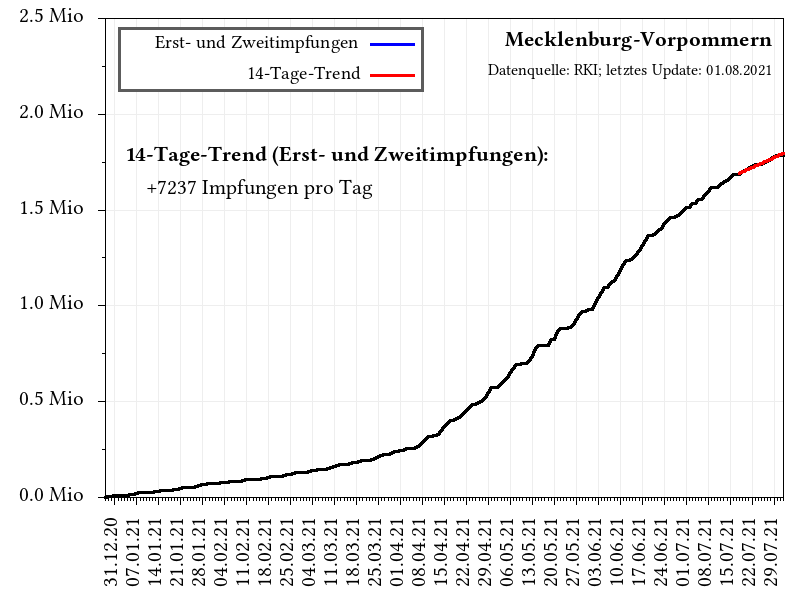 Mecklenburg-Vorpommern
Datenquelle: RKI; letztes Update: 01.08.2021
Erst- und Zweitimpfungen
14-Tage-Trend
14-Tage-Trend (Erst- und Zweitimpfungen):
+7237 Impfungen pro Tag
2.5 Mio
2.0 Mio
1.5 Mio
1.0 Mio
0.5 Mio
0.0 Mio
31.12.20
07.01.21
14.01.21
21.01.21
28.01.21
04.02.21
11.02.21
18.02.21
25.02.21
04.03.21
11.03.21
18.03.21
25.03.21
01.04.21
08.04.21
15.04.21
22.04.21
29.04.21
06.05.21
13.05.21
20.05.21
27.05.21
03.06.21
10.06.21
17.06.21
24.06.21
01.07.21
08.07.21
15.07.21
22.07.21
29.07.21